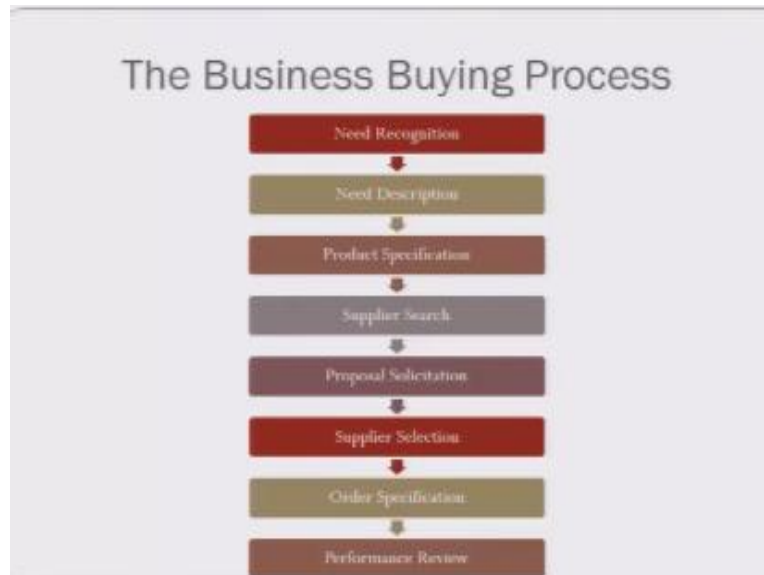 The Business Buying Process
Need Recognition
Need Description
Product Specification
Supplier Search
Proposal Solicitation
Supplier Selection
Order Specification
Performance Review